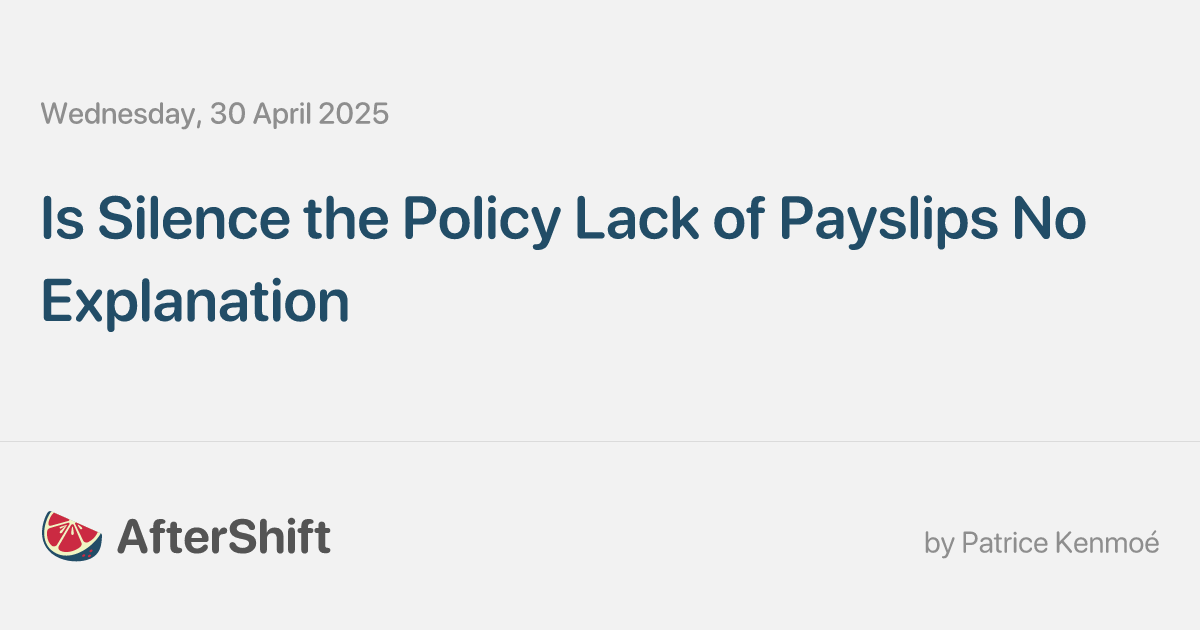 Wednesday, 30 April 2025
Is Silence the Policy Lack of Payslips No
Explanation
AfterShift
by Patrice Kenmoé